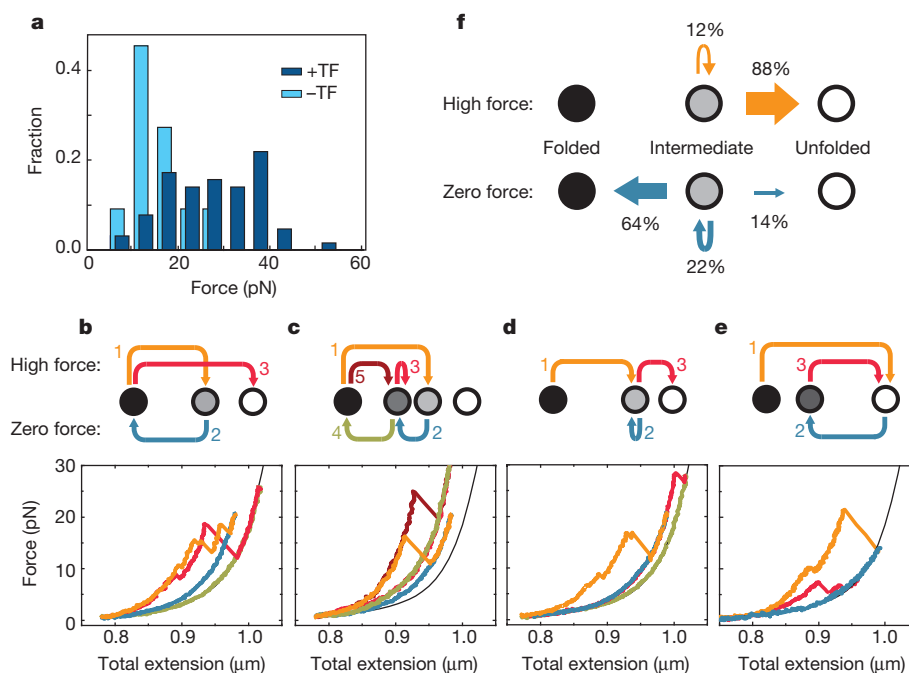 a
0.4
0.2
0.0
Fraction
+TF
−TF
0 20 40 60
Force (pN)
f
12%
88%
High force:
Folded Intermediate Unfolded
Zero force:
64%
14%
22%
b c d e
High force:
Zero force:
1 3 2
1 5 3 4 2
1 3 2
1 3 2
30
20
10
0
Force (pN)
0.8 0.9 1.0
0.8 0.9 1.0
0.8 0.9 1.0
0.8 0.9 1.0
Total extension (μm) Total extension (μm) Total extension (μm) Total extension (μm)